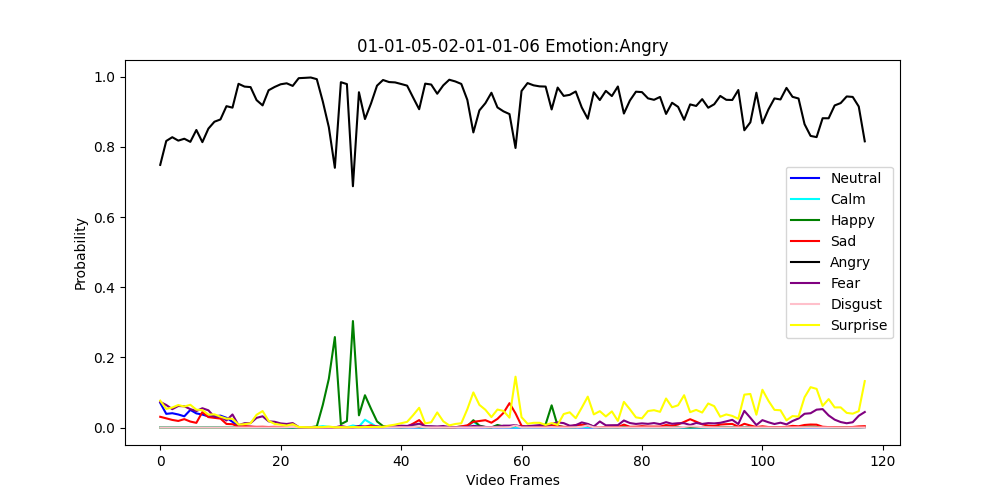 01-01-05-02-01-01-06 Emotion:Angry
1.0
0.8
0.6
0.4
0.2
0.0
Probability
Neutral
Calm
Happy
Sad
Angry
Fear
Disgust
Surprise
0 20 40 60 80 100 120
Video Frames